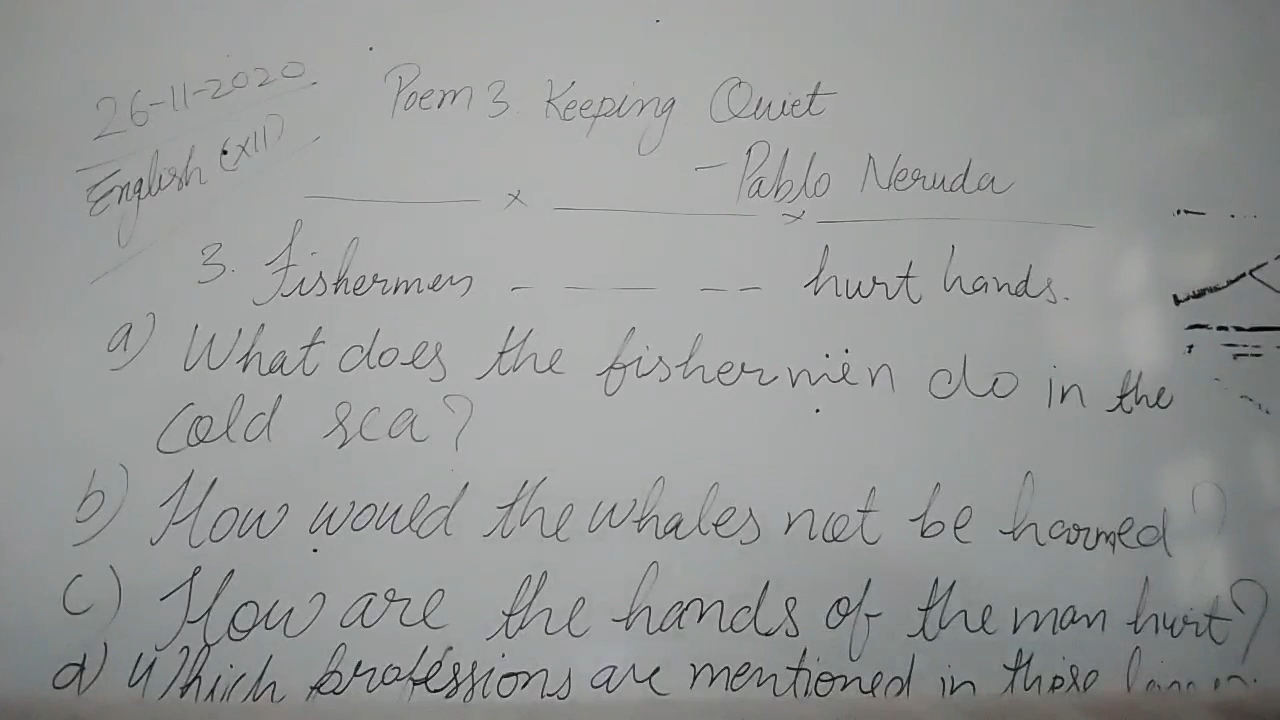 26-11-2020
English (XII)
Poem 3. Keeping Quiet
- Pablo Neruda
x x
3. Fishermen - — -- hurt hands.
a) What does the fishermen do in the
cold sea?
b) How would the whales not be harmed?
c) How are the hands of the man hurt?
d) Which professions are mentioned in these